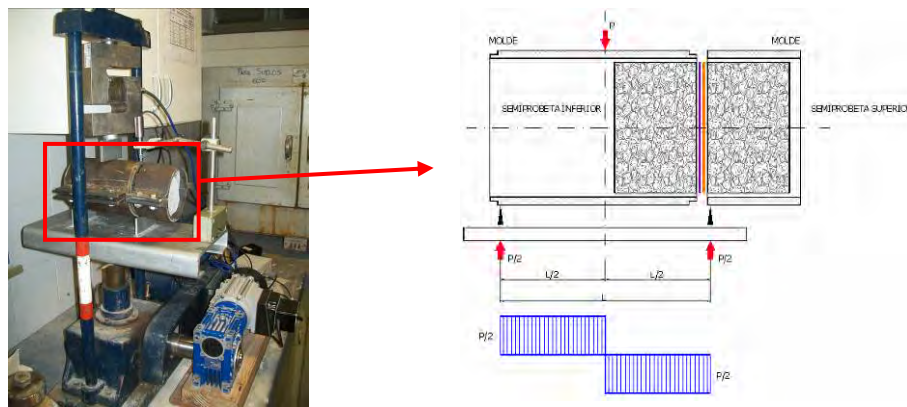 P
MOLDE
MOLDE
SEMIPROBETA INFERIOR
SEMIPROBETA SUPERIO
P/2
P/2
L/2
L/2
L
P/2
P/2